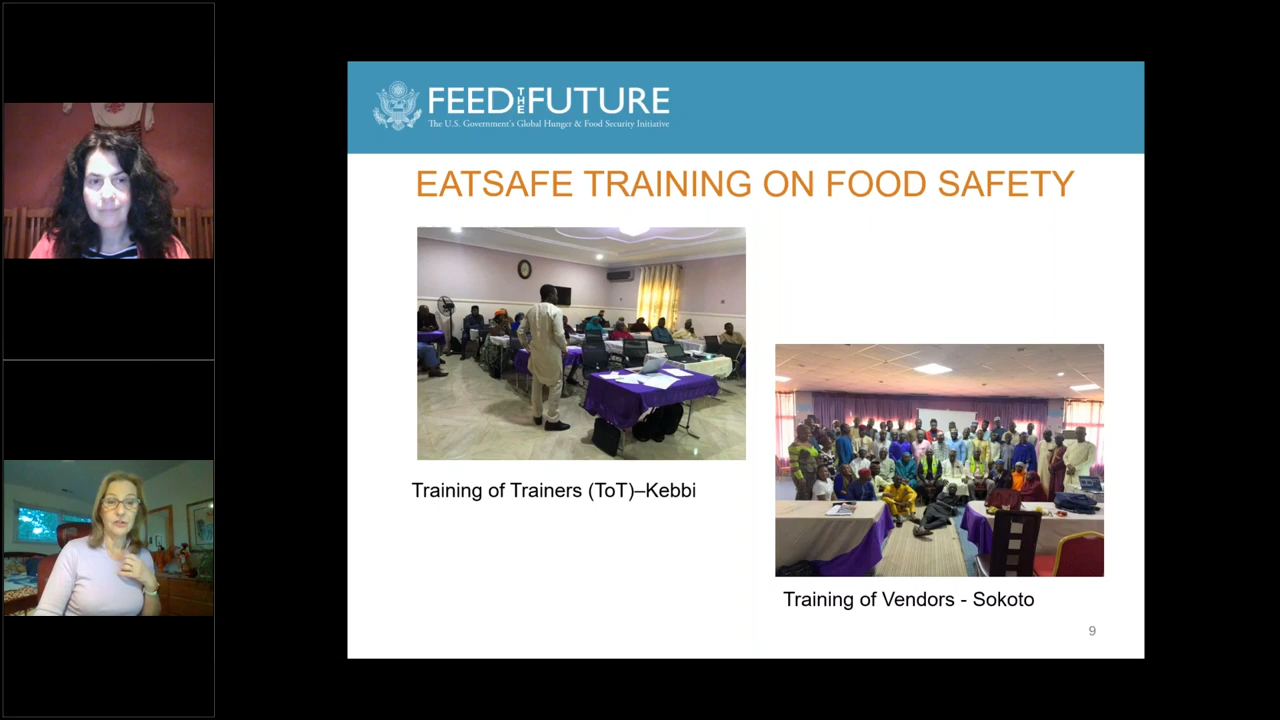 FEED THE FUTURE
The U.S. Government's Global Hunger & Food Security Initiative
EATSAFE TRAINING ON FOOD SAFETY
Training of Trainers (ToT)–Kebbi
Training of Vendors - Sokoto
9